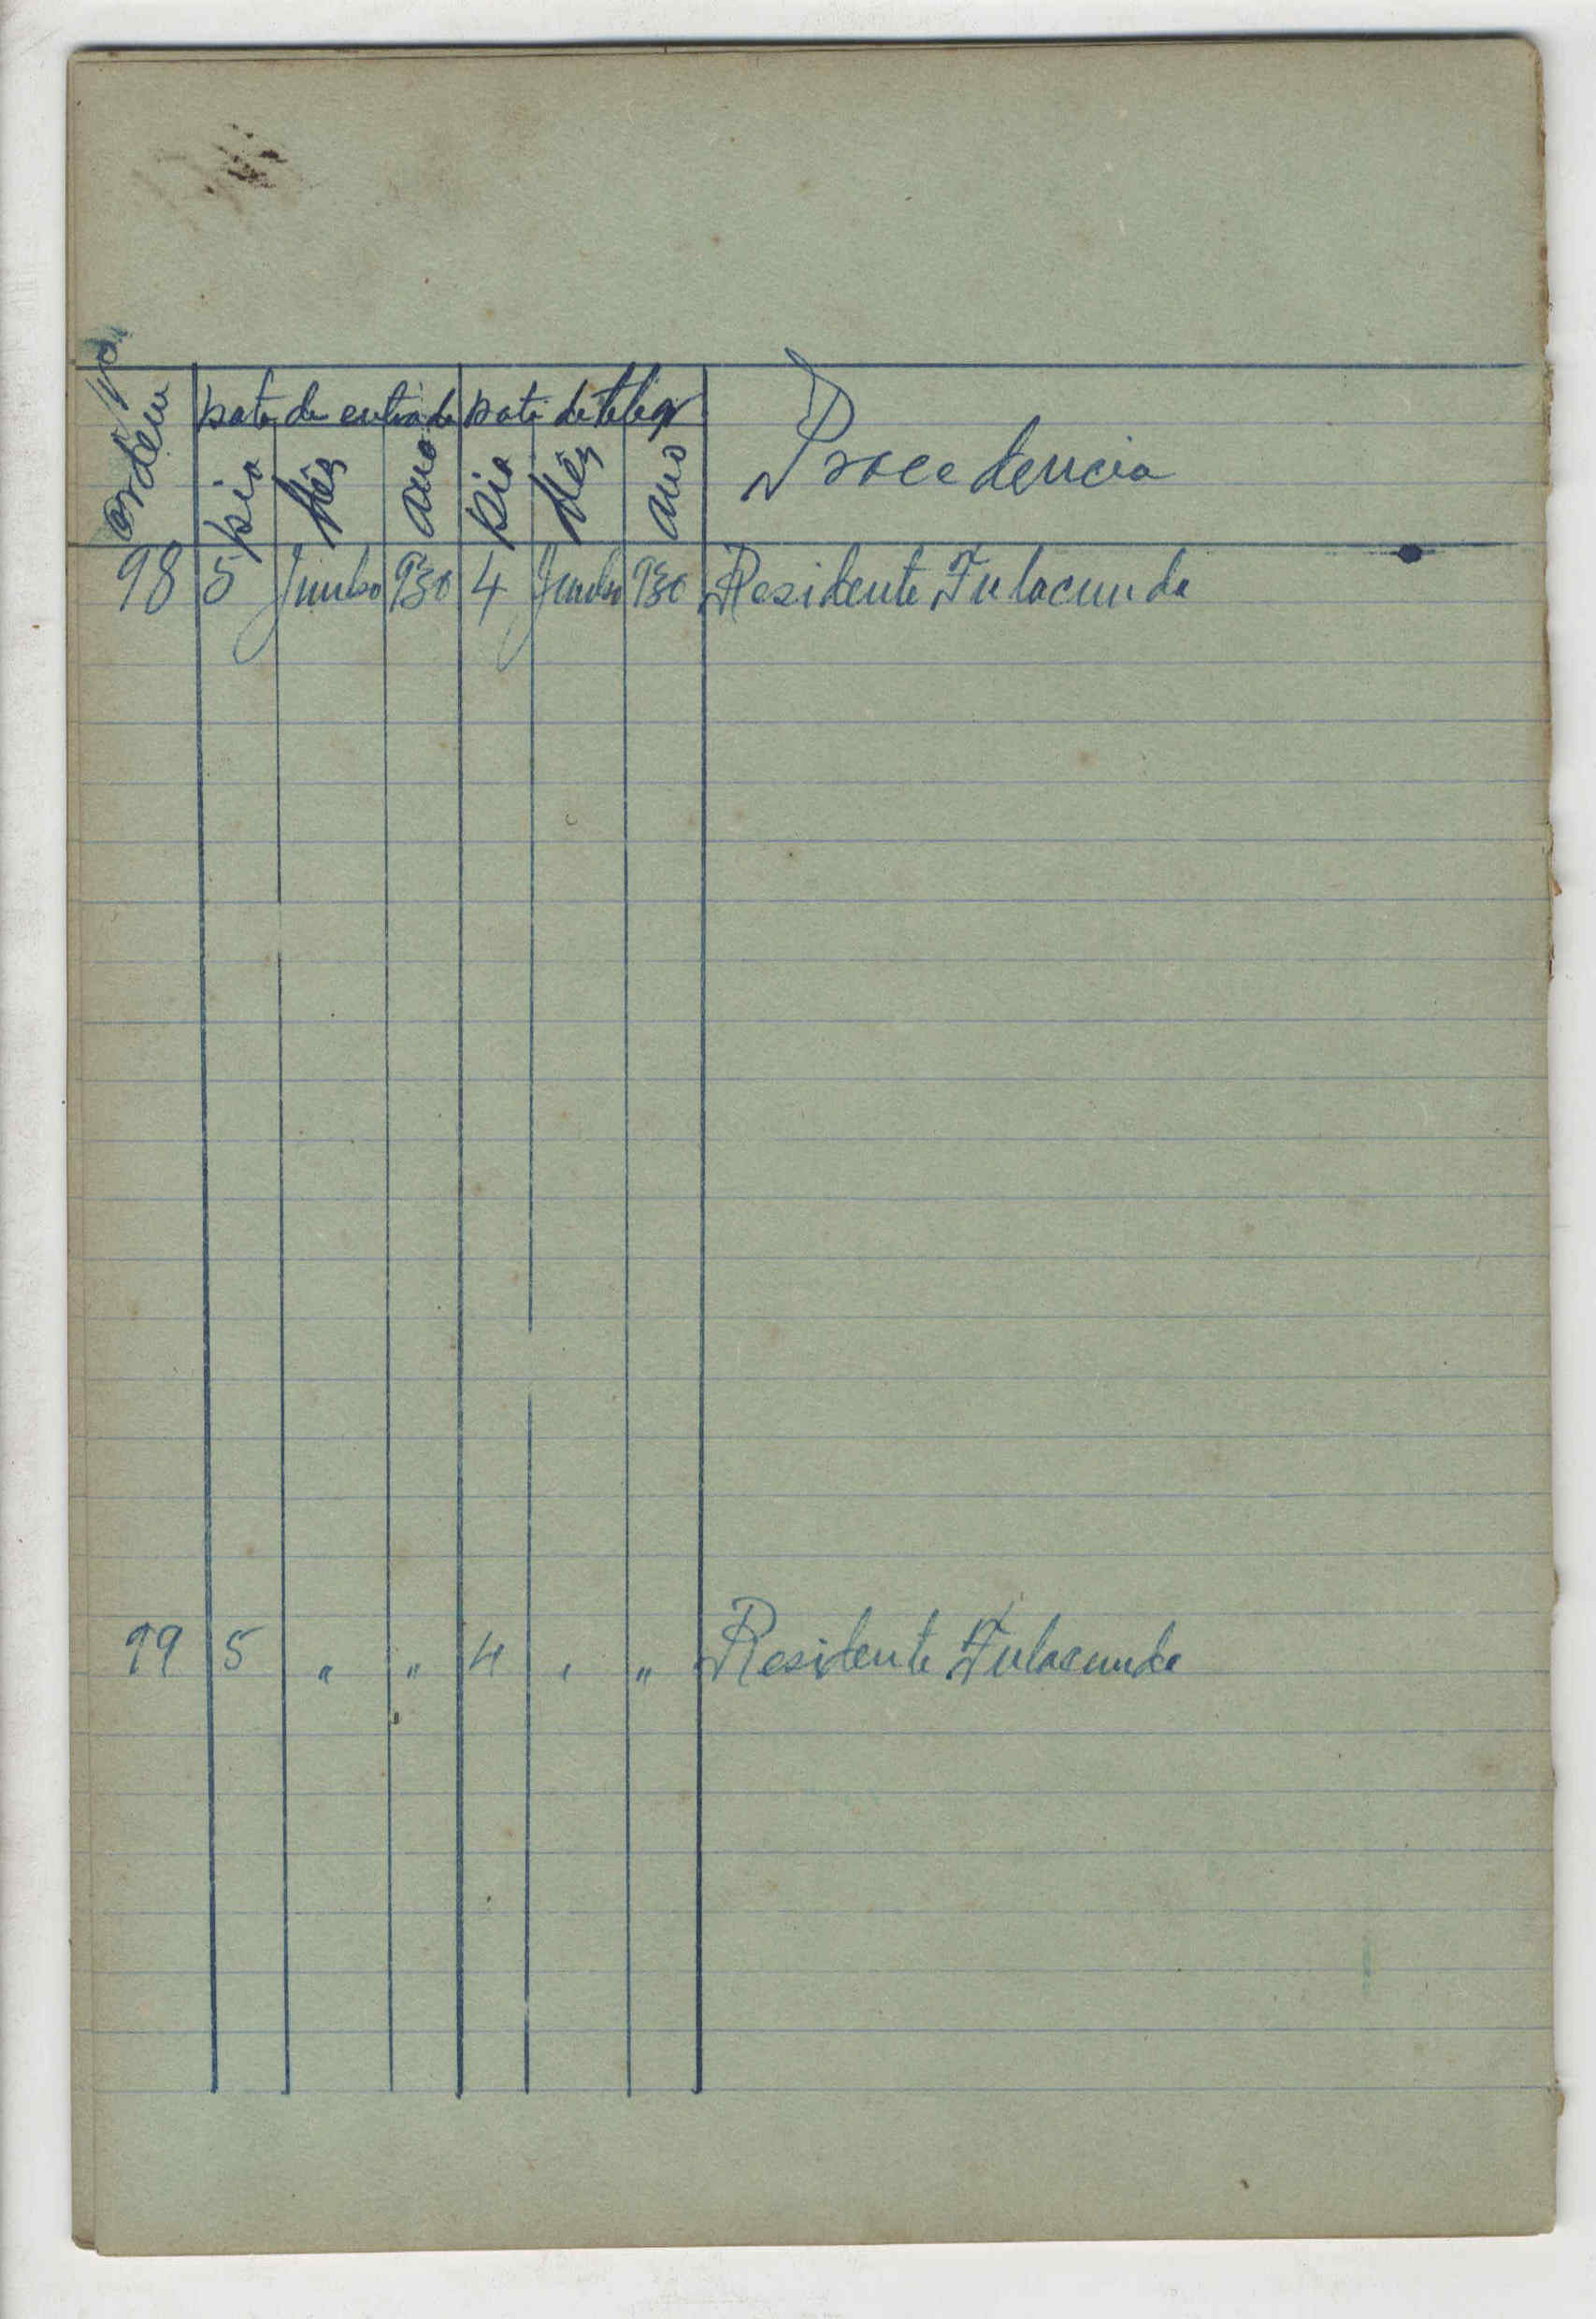 Nº ordem
Data de entrada Data de telegr Procedencia
Dia Mês Ano Dia Mês Ano
98 5 Junho 930 4 Junho 930 Residente Fulacunda
99 5 " " 4 " " Residente Fulacunda